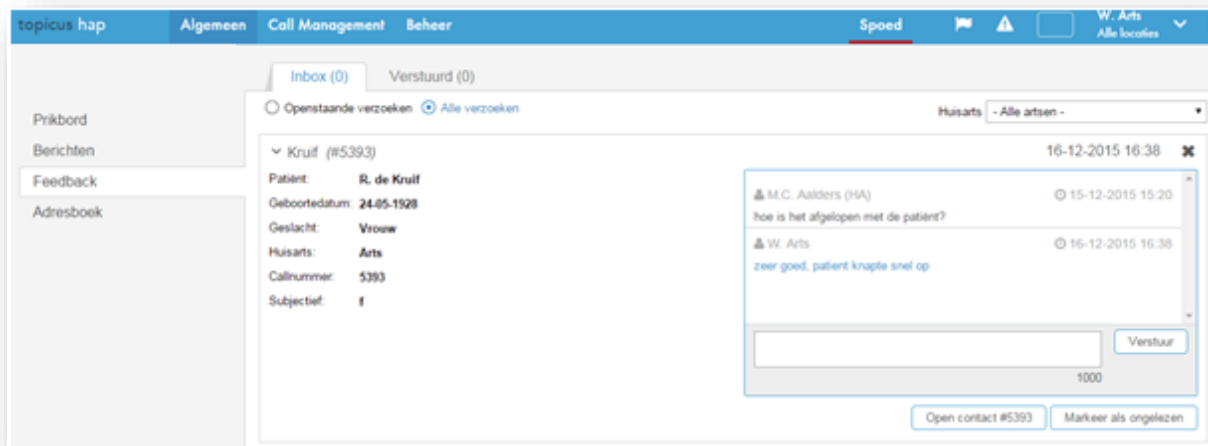 topicus hap Algemeen Call Management Beheer Spoed W. Arts
Alle locaties
Inbox (0) Verstuurd (0)
Openstaande verzoeken Alle verzoeken Huisarts - Alle artsen -
Prikbord
Berichten
Feedback
Adresboek
Kruif (#5393) 16-12-2015 16:38
Patiënt: R. de Kruif
Geboortedatum: 24-05-1928
Geslacht: Vrouw
Huisarts: Arts
Callnummer: 5393
Subjectief: f
M.C. Aalders (HA) 15-12-2015 15:20
hoe is het afgelopen met de patiënt?
W. Arts 16-12-2015 16:38
zeer goed, patient knapte snel op
Verstuur
1000
Open contact #5393 Markeer als ongelezen